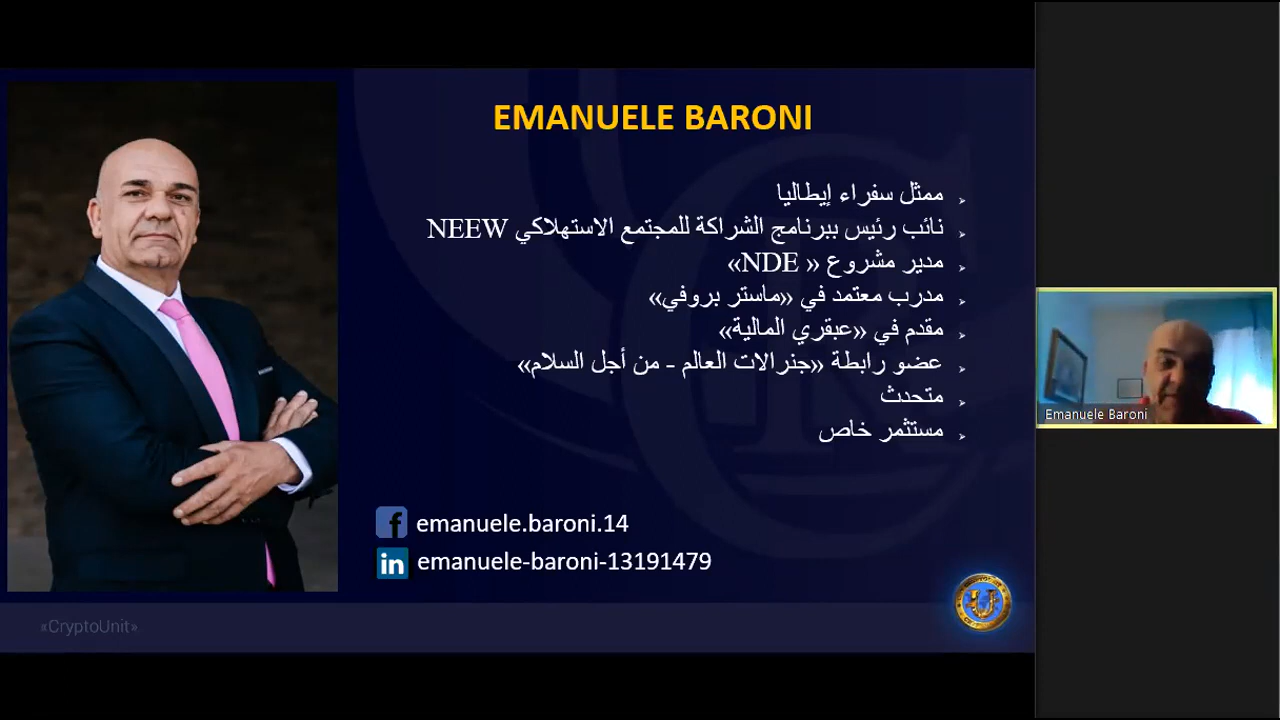 EMANUELE BARONI
ممثل سفراء إيطاليا
نائب رئيس ببرنامج الشراكة للمجتمع الاستهلاكي NEEW
مدير مشروع « NDE»
مدرب معتمد في «ماستر بروفي»
مقدم في «عبقري المالية»
عضو رابطة «جنرالات العالم - من أجل السلام»
متحدث
مستثمر خاص
emanuele.baroni.14
in emanuele-baroni-13191479
«CryptoUnit»
Emanuele Baroni